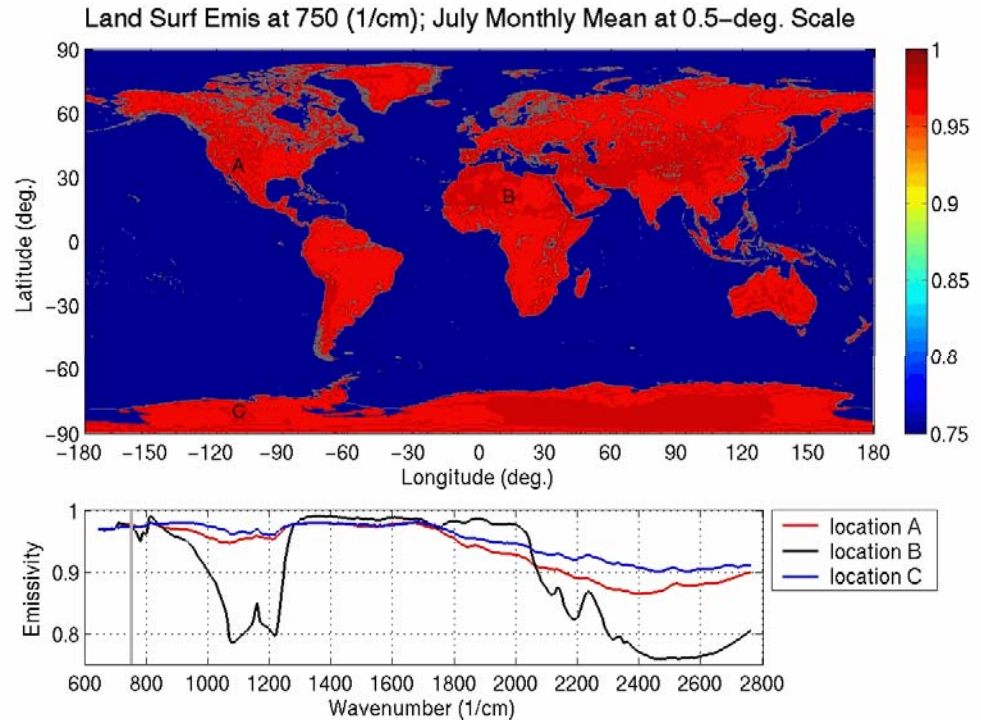 Land Surf Emis at 750 (1/cm); July Monthly Mean at 0.5-deg. Scale
90
60
30
0
−30
−60
−90
Latitude (deg.)
A
B
C
−180 −150 −120 −90 −60 −30 0 30 60 90 120 150 180
Longitude (deg.)
1
0.95
0.9
0.85
0.8
0.75
1
0.9
0.8
Emissivity
600 800 1000 1200 1400 1600 1800 2000 2200 2400 2600 2800
Wavenumber (1/cm)
location A
location B
location C